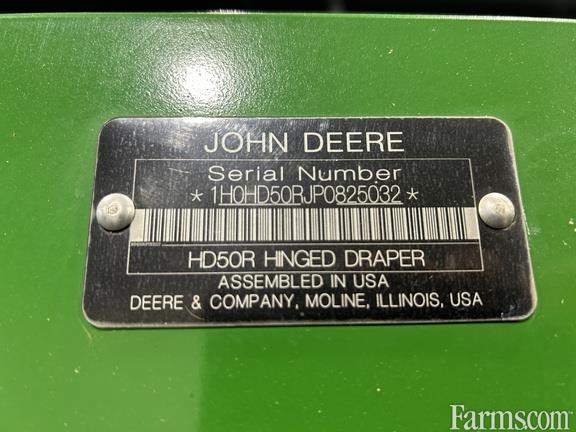 JOHN DEERE
Serial Number
*1H0HD50RJP0825032*
HD50R HINGED DRAPER
ASSEMBLED IN USA
DEERE & COMPANY, MOLINE, ILLINOIS, USA
Farms.com®